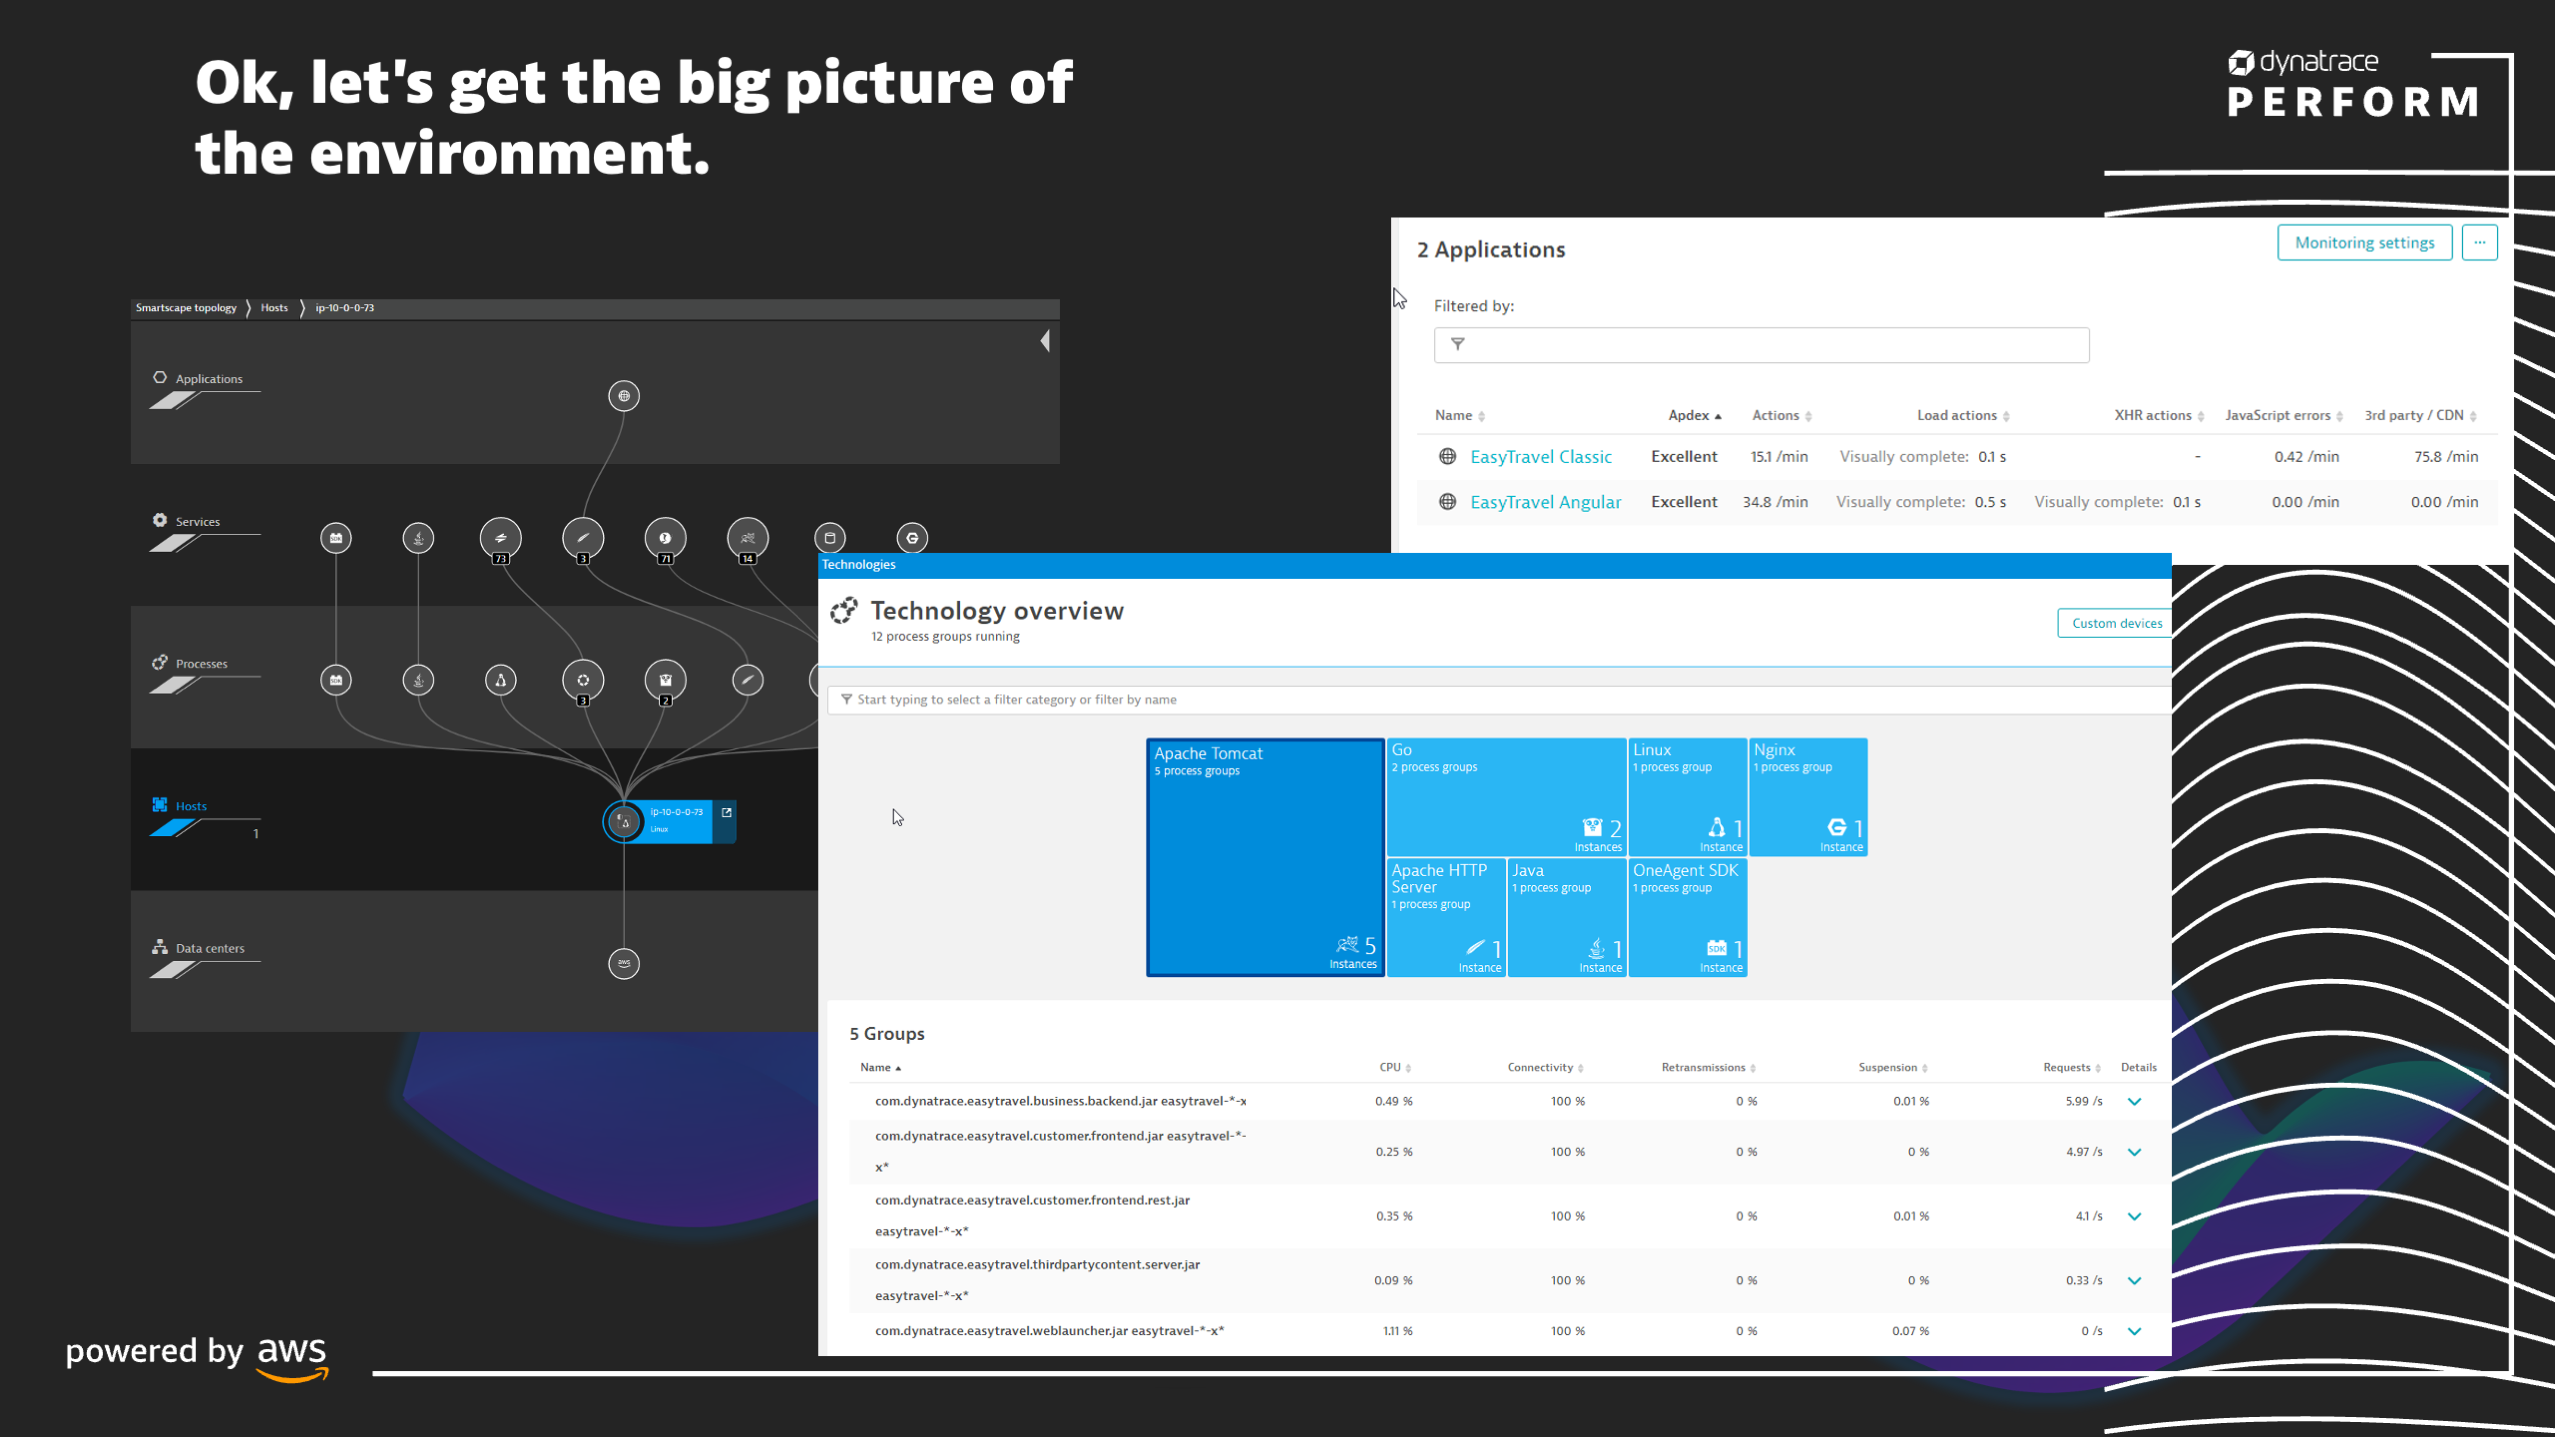 Ok, let's get the big picture of
the environment.
dynatrace
PERFORM
Smartscape topology
Hosts
ip-10-0-0-73
Applications
Services
73
3
71
14
Processes
3
2
Hosts
1
ip-10-0-0-73
Linux
Data centers
aws
2 Applications
Monitoring settings
...
Filtered by:
Name Apdex Actions Load actions XHR actions JavaScript errors 3rd party / CDN
EasyTravel Classic Excellent 15.1 /min Visually complete: 0.1 s - 0.42 /min 75.8 /min
EasyTravel Angular Excellent 34.8 /min Visually complete: 0.5 s Visually complete: 0.1 s 0.00 /min 0.00 /min
Technologies
Technology overview
12 process groups running
Custom devices
Start typing to select a filter category or filter by name
Apache Tomcat
5 process groups
5
Instances
Go
2 process groups
2
Instances
Linux
1 process group
1
Instance
Nginx
1 process group
1
Instance
Apache HTTP
Server
1 process group
1
Instance
Java
1 process group
1
Instance
OneAgent SDK
1 process group
SDK
1
Instance
5 Groups
Name CPU Connectivity Retransmissions Suspension Requests Details
com.dynatrace.easytravel.business.backend.jar easytravel-*-x 0.49 % 100 % 0 % 0.01 % 5.99 /s
com.dynatrace.easytravel.customer.frontend.jar easytravel-*-
x* 0.25 % 100 % 0 % 0 % 4.97 /s
com.dynatrace.easytravel.customer.frontend.rest.jar
easytravel-*-x* 0.35 % 100 % 0 % 0.01 % 4.1 /s
com.dynatrace.easytravel.thirdpartycontent.server.jar
easytravel-*-x* 0.09 % 100 % 0 % 0 % 0.33 /s
com.dynatrace.easytravel.weblauncher.jar easytravel-*-x* 1.11 % 100 % 0 % 0.07 % 0 /s
powered by aws